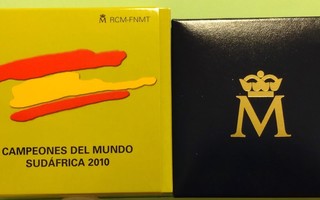 RCM-FNMT
CAMPEONES DEL MUNDO
SUDÁFRICA 2010
M